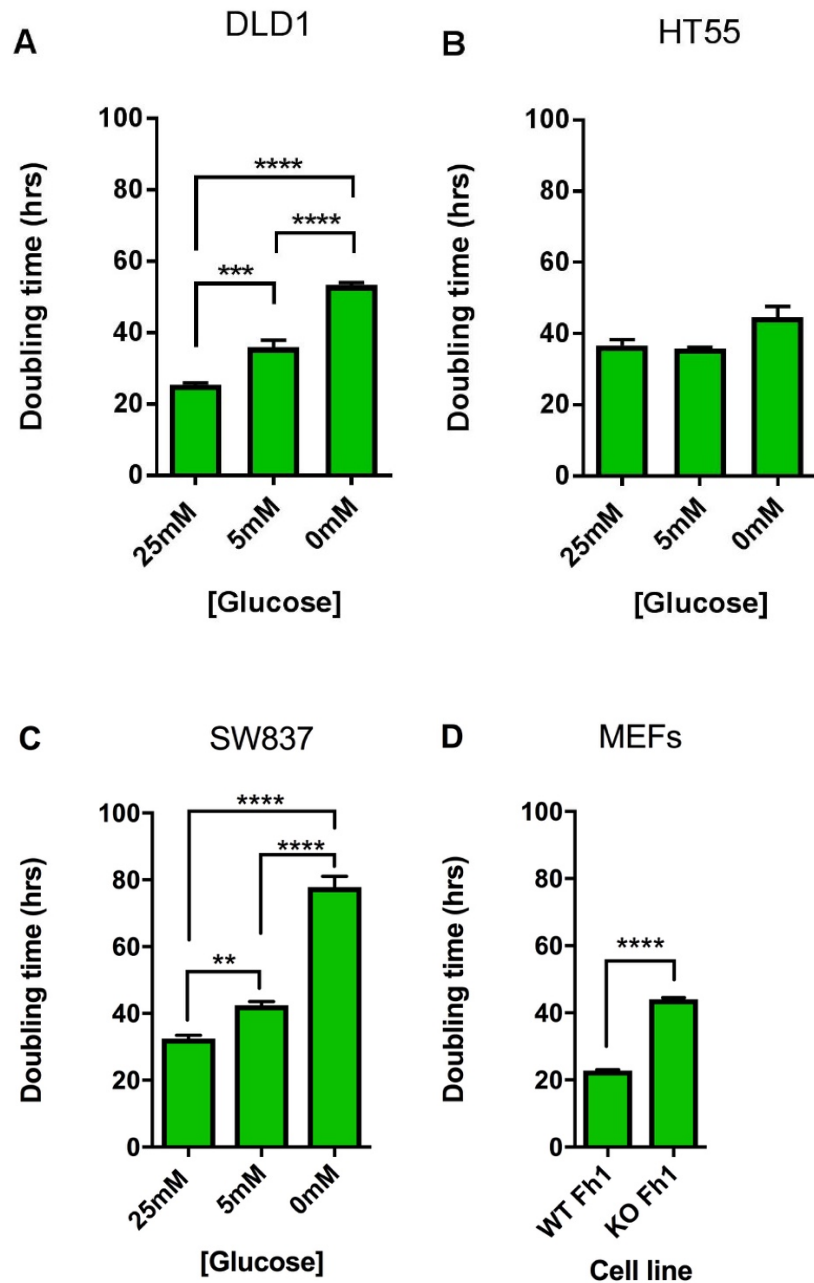 A
DLD1
Doubling time (hrs)
100
80
60
40
20
0
****
****
***
25mM
5mM
0mM
[Glucose]
B
HT55
Doubling time (hrs)
100
80
60
40
20
0
25mM
5mM
0mM
[Glucose]
C
SW837
Doubling time (hrs)
100
80
60
40
20
0
****
****
**
25mM
5mM
0mM
[Glucose]
D
MEFs
Doubling time (hrs)
100
80
60
40
20
0
****
WT Fh1
KO Fh1
Cell line